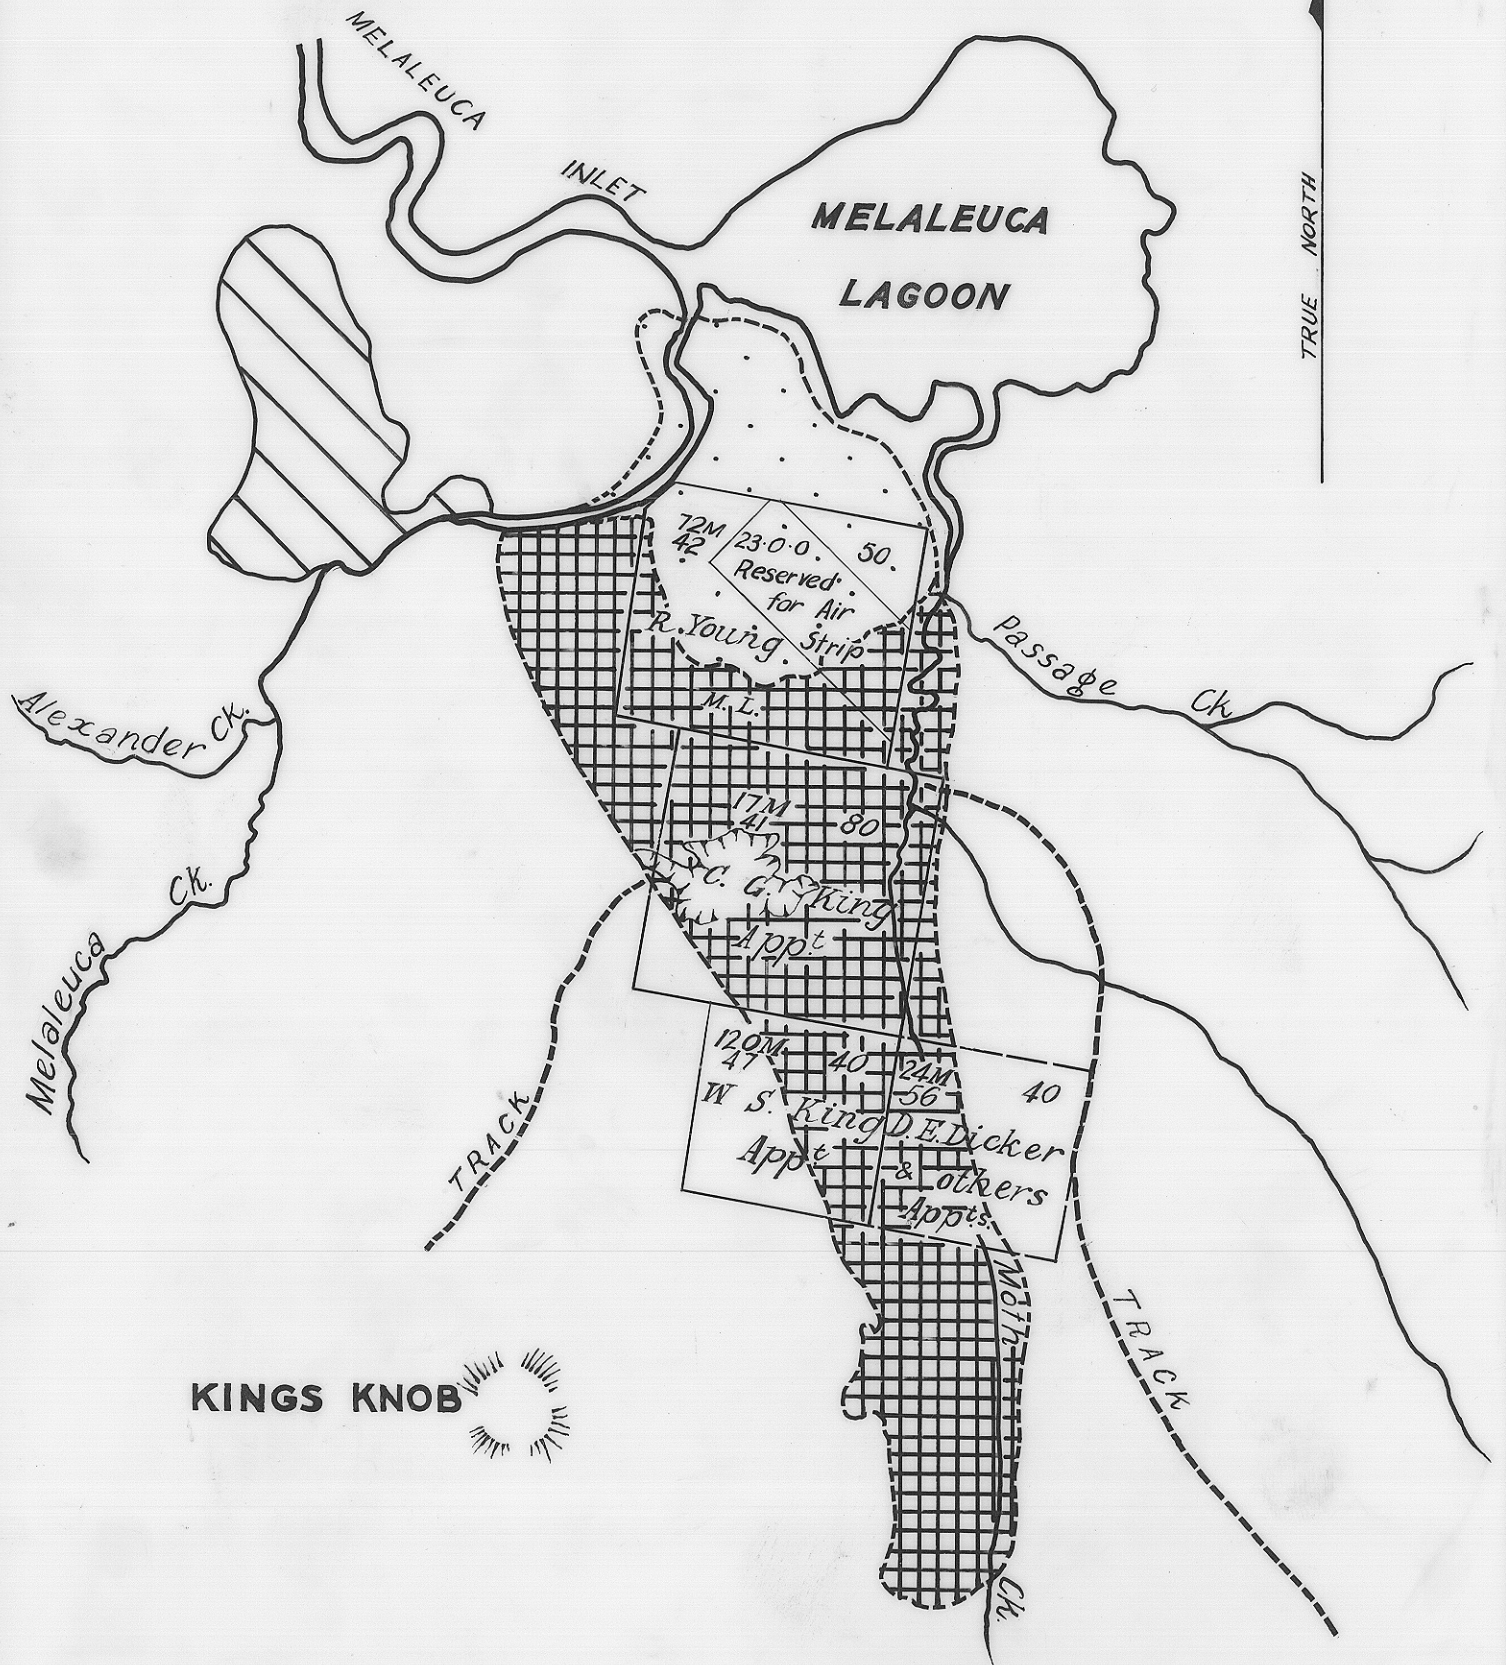 MELALEUCA
INLET
MELALEUCA
LAGOON
TRUE NORTH
72M
42
23.0.0.
50.
Reserved
for Air
Strip
R. Young
M. L.
Passage Ck
Alexander Ck.
17M
41
80
C. G. King
Appt
Melaleuca Ck.
120M
47
40
W S. King
Appt
24M
56
40
D.E. Dicker
& others
Appts.
TRACK
Moth Ck.
TRACK
KINGS KNOB